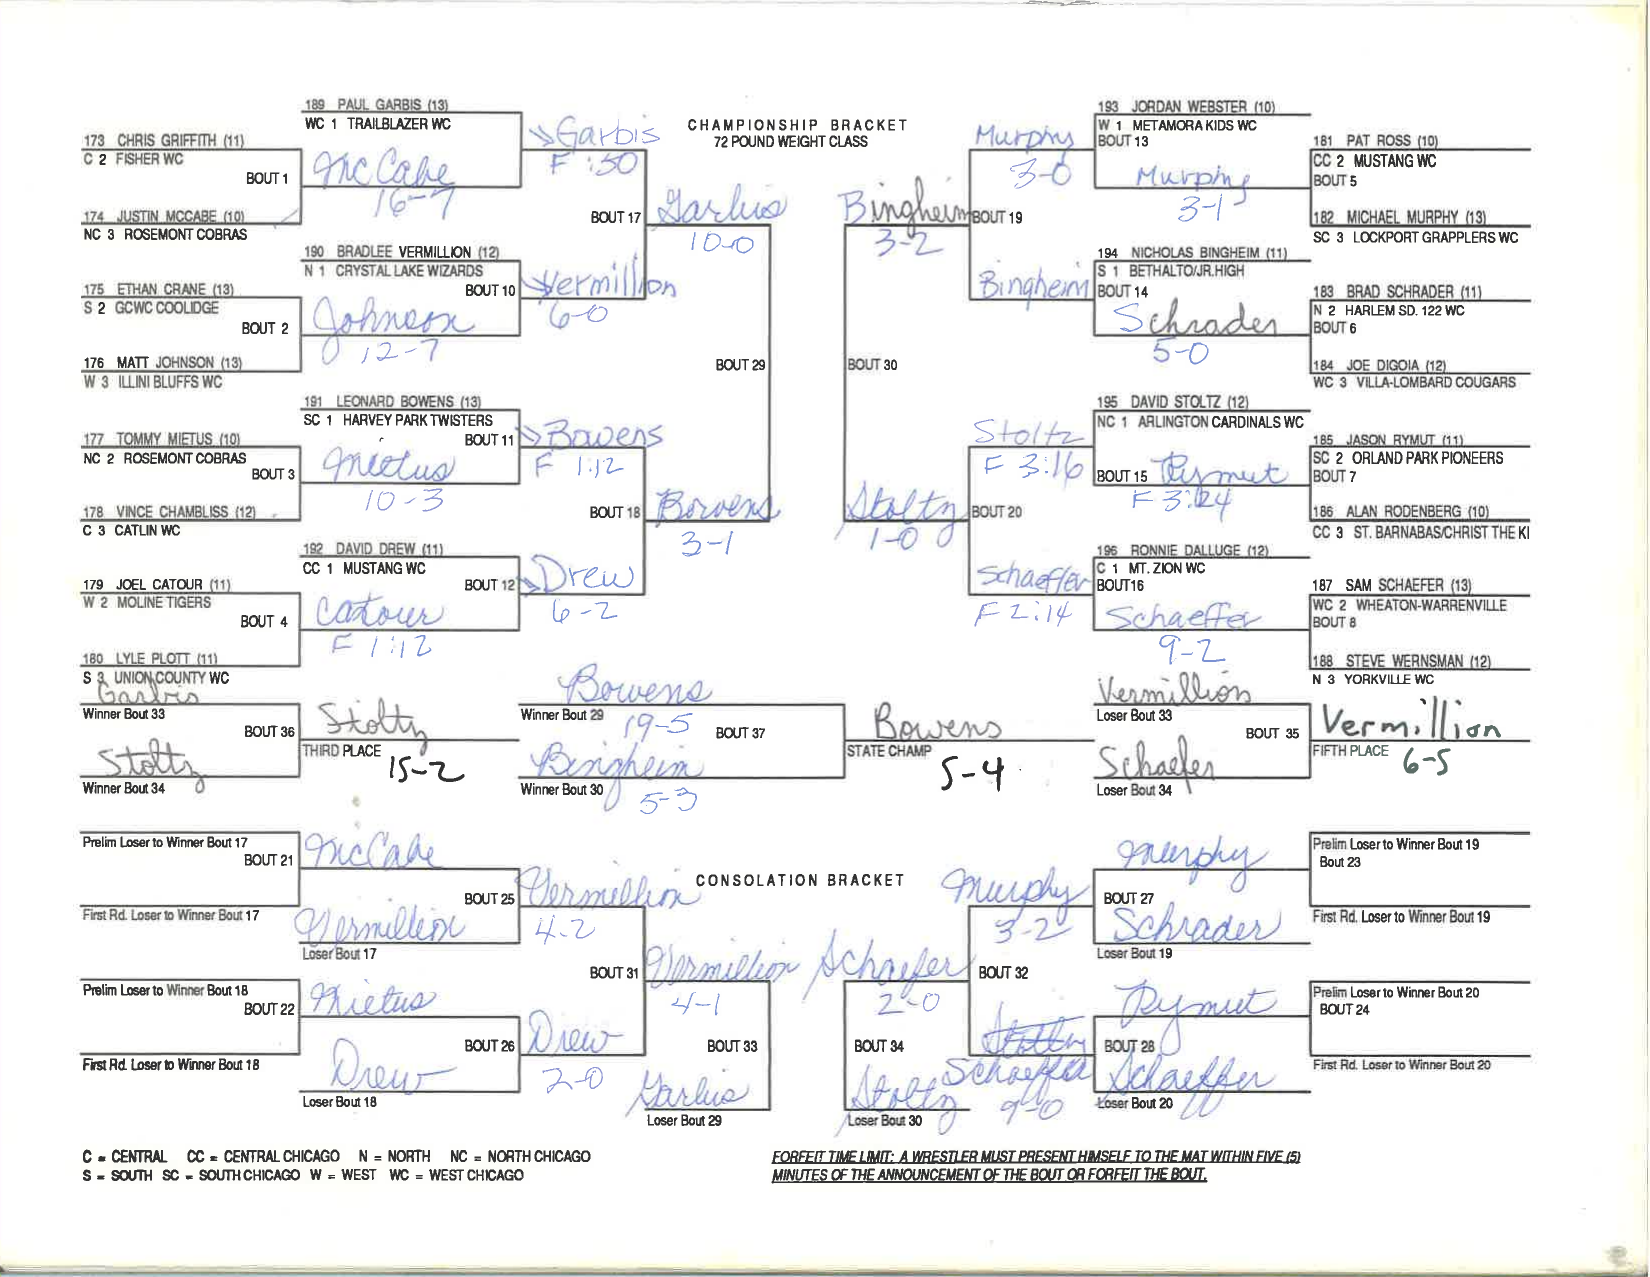 CHAMPIONSHIP BRACKET
72 POUND WEIGHT CLASS
189 PAUL GARBIS (13)
WC 1 TRAILBLAZER WC
173 CHRIS GRIFFITH (11)
C 2 FISHER WC
BOUT 1
McCabe
16-7
174 JUSTIN MCCABE (10)
NC 3 ROSEMONT COBRAS
Garbis
F :50
190 BRADLEE VERMILLION (12)
N 1 CRYSTAL LAKE WIZARDS
BOUT 10
175 ETHAN CRANE (13)
S 2 GCWC COOLIDGE
BOUT 2
Johnson
12-7
176 MATT JOHNSON (13)
W 3 ILLINI BLUFFS WC
Vermillion
6-0
BOUT 17
Garbis
10-0
191 LEONARD BOWENS (13)
SC 1 HARVEY PARK TWISTERS
BOUT 11
177 TOMMY MIETUS (10)
NC 2 ROSEMONT COBRAS
BOUT 3
Mietus
10-3
178 VINCE CHAMBLISS (12)
C 3 CATLIN WC
Bowens
F 1:12
192 DAVID DREW (11)
CC 1 MUSTANG WC
BOUT 12
179 JOEL CATOUR (11)
W 2 MOLINE TIGERS
BOUT 4
Catour
F 1:12
180 LYLE PLOTT (11)
S 3 UNION COUNTY WC
Drew
6-2
BOUT 18
Bowens
3-1
BOUT 29
193 JORDAN WEBSTER (10)
W 1 METAMORA KIDS WC
BOUT 13
181 PAT ROSS (10)
CC 2 MUSTANG WC
BOUT 5
Murphy
3-1
182 MICHAEL MURPHY (13)
SC 3 LOCKPORT GRAPPLERS WC
Murphy
3-0
194 NICHOLAS BINGHEIM (11)
S 1 BETHALTO/JR.HIGH
BOUT 14
183 BRAD SCHRADER (11)
N 2 HARLEM SD. 122 WC
BOUT 6
Schrader
5-0
184 JOE DIGOIA (12)
WC 3 VILLA-LOMBARD COUGARS
Bingheim
BOUT 19
Bingheim
3-2
BOUT 30
195 DAVID STOLTZ (12)
NC 1 ARLINGTON CARDINALS WC
BOUT 15
185 JASON RYMUT (11)
SC 2 ORLAND PARK PIONEERS
BOUT 7
Rymut
F 3:24
186 ALAN RODENBERG (10)
CC 3 ST. BARNABAS/CHRIST THE KI
Stoltz
F 3:16
196 RONNIE DALLUGE (12)
C 1 MT. ZION WC
BOUT16
187 SAM SCHAEFER (13)
WC 2 WHEATON-WARRENVILLE
BOUT 8
Schaeffer
9-2
188 STEVE WERNSMAN (12)
N 3 YORKVILLE WC
Schaeffer
F 2:14
BOUT 20
Stoltz
1-0
Garbis
Winner Bout 33
BOUT 36
Stoltz
THIRD PLACE
15-2
Stoltz
Winner Bout 34
Bowens
Winner Bout 29
19-5
BOUT 37
Bingheim
Winner Bout 30
5-3
Bowens
STATE CHAMP
5-4
Vermillion
Loser Bout 33
BOUT 35
Schaefer
Loser Bout 34
Vermillion
FIFTH PLACE
6-5
CONSOLATION BRACKET
Prelim Loser to Winner Bout 17
BOUT 21
First Rd. Loser to Winner Bout 17
McCabe
BOUT 25
Vermillion
Loser Bout 17
Vermillion
4-2
Prelim Loser to Winner Bout 18
BOUT 22
First Rd. Loser to Winner Bout 18
Mietus
BOUT 26
Drew
Loser Bout 18
Drew
2-0
BOUT 31
Vermillion
4-1
BOUT 33
Garbis
Loser Bout 29
Prelim Loser to Winner Bout 19
Bout 23
First Rd. Loser to Winner Bout 19
Murphy
BOUT 27
Schrader
Loser Bout 19
Murphy
3-2
Prelim Loser to Winner Bout 20
BOUT 24
First Rd. Loser to Winner Bout 20
Rymut
BOUT 28
Schaeffer
Loser Bout 20
Stoltz
Schaeffer
9-0
BOUT 32
Schaefer
2-0
BOUT 34
Stoltz
Loser Bout 30
C = CENTRAL CC = CENTRAL CHICAGO N = NORTH NC = NORTH CHICAGO
S = SOUTH SC = SOUTH CHICAGO W = WEST WC = WEST CHICAGO
FORFEIT TIME LIMIT: A WRESTLER MUST PRESENT HIMSELF TO THE MAT WITHIN FIVE (5)
MINUTES OF THE ANNOUNCEMENT OF THE BOUT OR FORFEIT THE BOUT.